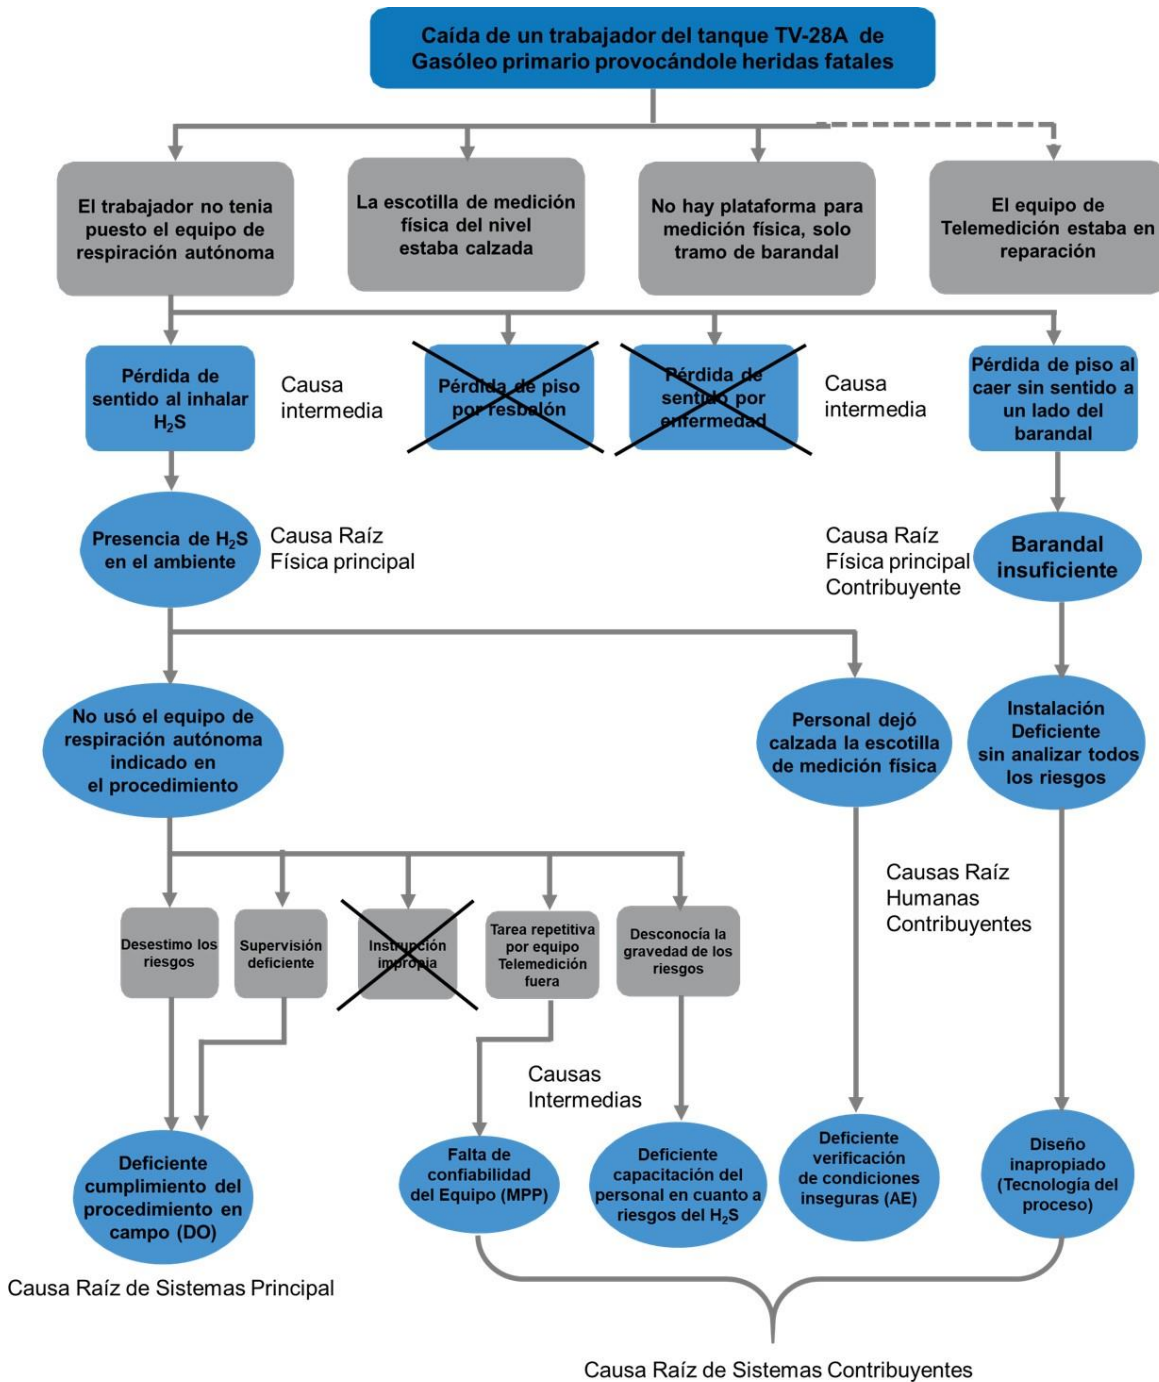 Caída de un trabajador del tanque TV-28A de
Gasóleo primario provocándole heridas fatales
El trabajador no tenia
puesto el equipo de
respiración autónoma
La escotilla de medición
física del nivel
estaba calzada
No hay plataforma para
medición física, solo
tramo de barandal
El equipo de
Telemedición estaba en
reparación
Pérdida de
sentido al inhalar
H₂S
Causa
intermedia
Pérdida de piso
por resbalón
Pérdida de
sentido por
enfermedad
Causa
intermedia
Pérdida de piso al
caer sin sentido a
un lado del
barandal
Presencia de H₂S
en el ambiente
Causa Raíz
Física principal
Causa Raíz
Física principal
Contribuyente
Barandal
insuficiente
No usó el equipo de
respiración autónoma
indicado en
el procedimiento
Personal dejó
calzada la escotilla
de medición física
Instalación
Deficiente
sin analizar todos
los riesgos
Desestimo los
riesgos
Supervisión
deficiente
Instrupción
impropia
Tarea repetitiva
por equipo
Telemedición
fuera
Desconocía la
gravedad de los
riesgos
Causas Raíz
Humanas
Contribuyentes
Causas
Intermedias
Deficiente
cumplimiento del
procedimiento en
campo (DO)
Falta de
confiabilidad
del Equipo (MPP)
Deficiente
capacitación del
personal en cuanto a
riesgos del H₂S
Deficiente
verificación
de condiciones
inseguras (AE)
Diseño
inapropiado
(Tecnología del
proceso)
Causa Raíz de Sistemas Principal
Causa Raíz de Sistemas Contribuyentes